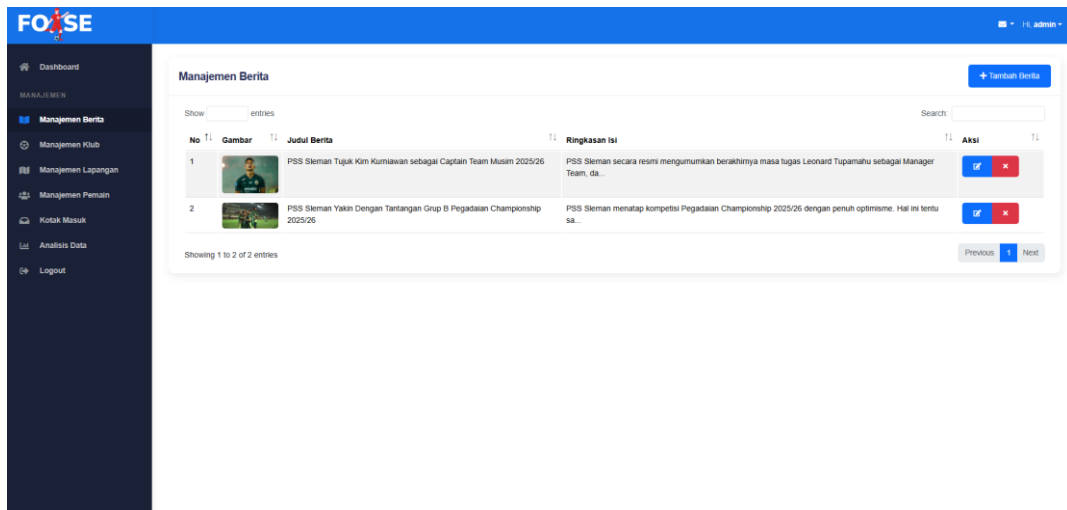 FOSE
Hi, admin
Dashboard
MANAJEMEN
Manajemen Berita
Manajemen Klub
Manajemen Lapangan
Manajemen Pemain
Kotak Masuk
Analisis Data
Logout
Manajemen Berita
+ Tambah Berita
Show entries
Search:
No Gambar Judul Berita Ringkasan Isi Aksi
1 PSS Sleman Tujuk Kim Kurniawan sebagai Captain Team Musim 2025/26 PSS Sleman secara resmi mengumumkan berakhirnya masa tugas Leonard Tupamahu sebagai Manager
Team, da...
2 PSS Sleman Yakin Dengan Tantangan Grup B Pegadaian Championship PSS Sleman menatap kompetisi Pegadaian Championship 2025/26 dengan penuh optimisme. Hal ini tentu
2025/26 sa...
Showing 1 to 2 of 2 entries
Previous 1 Next